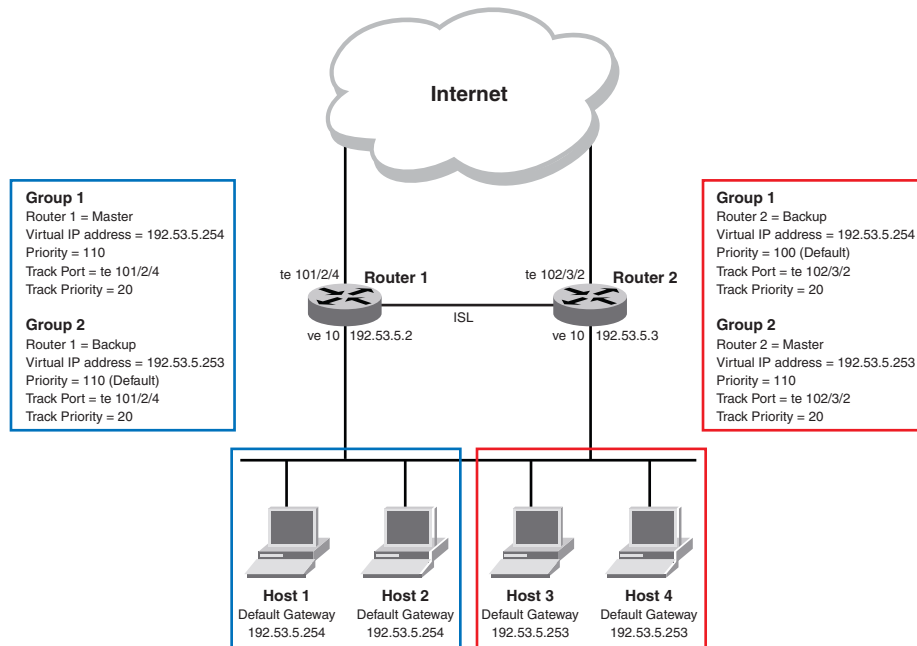 Internet
Group 1
Router 1 = Master
Virtual IP address = 192.53.5.254
Priority = 110
Track Port = te 101/2/4
Track Priority = 20
Group 2
Router 1 = Backup
Virtual IP address = 192.53.5.253
Priority = 110 (Default)
Track Port = te 101/2/4
Track Priority = 20
te 101/2/4
Router 1
te 102/3/2
Router 2
ISL
ve 10
192.53.5.2
ve 10
192.53.5.3
Group 1
Router 2 = Backup
Virtual IP address = 192.53.5.254
Priority = 100 (Default)
Track Port = te 102/3/2
Track Priority = 20
Group 2
Router 2 = Master
Virtual IP address = 192.53.5.253
Priority = 110
Track Port = te 102/3/2
Track Priority = 20
Host 1
Default Gateway
192.53.5.254
Host 2
Default Gateway
192.53.5.254
Host 3
Default Gateway
192.53.5.253
Host 4
Default Gateway
192.53.5.253